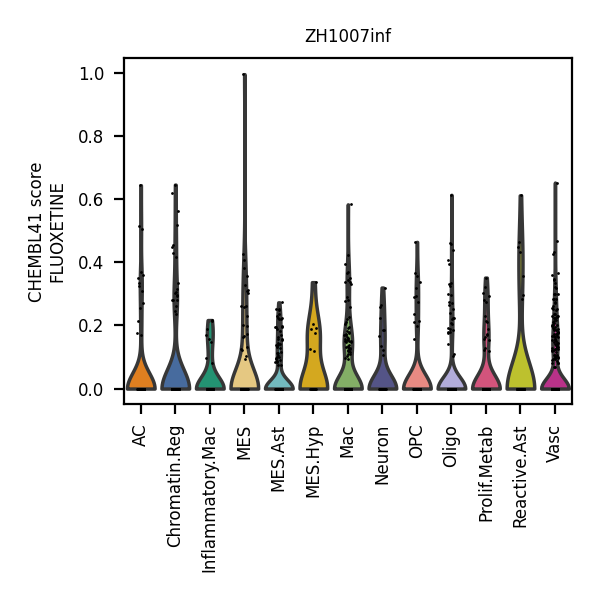 ZH1007inf
CHEMBL41 score
FLUOXETINE
1.0
0.8
0.6
0.4
0.2
0.0
AC
Chromatin.Reg
Inflammatory.Mac
MES
MES.Ast
MES.Hyp
Mac
Neuron
OPC
Oligo
Prolif.Metab
Reactive.Ast
Vasc